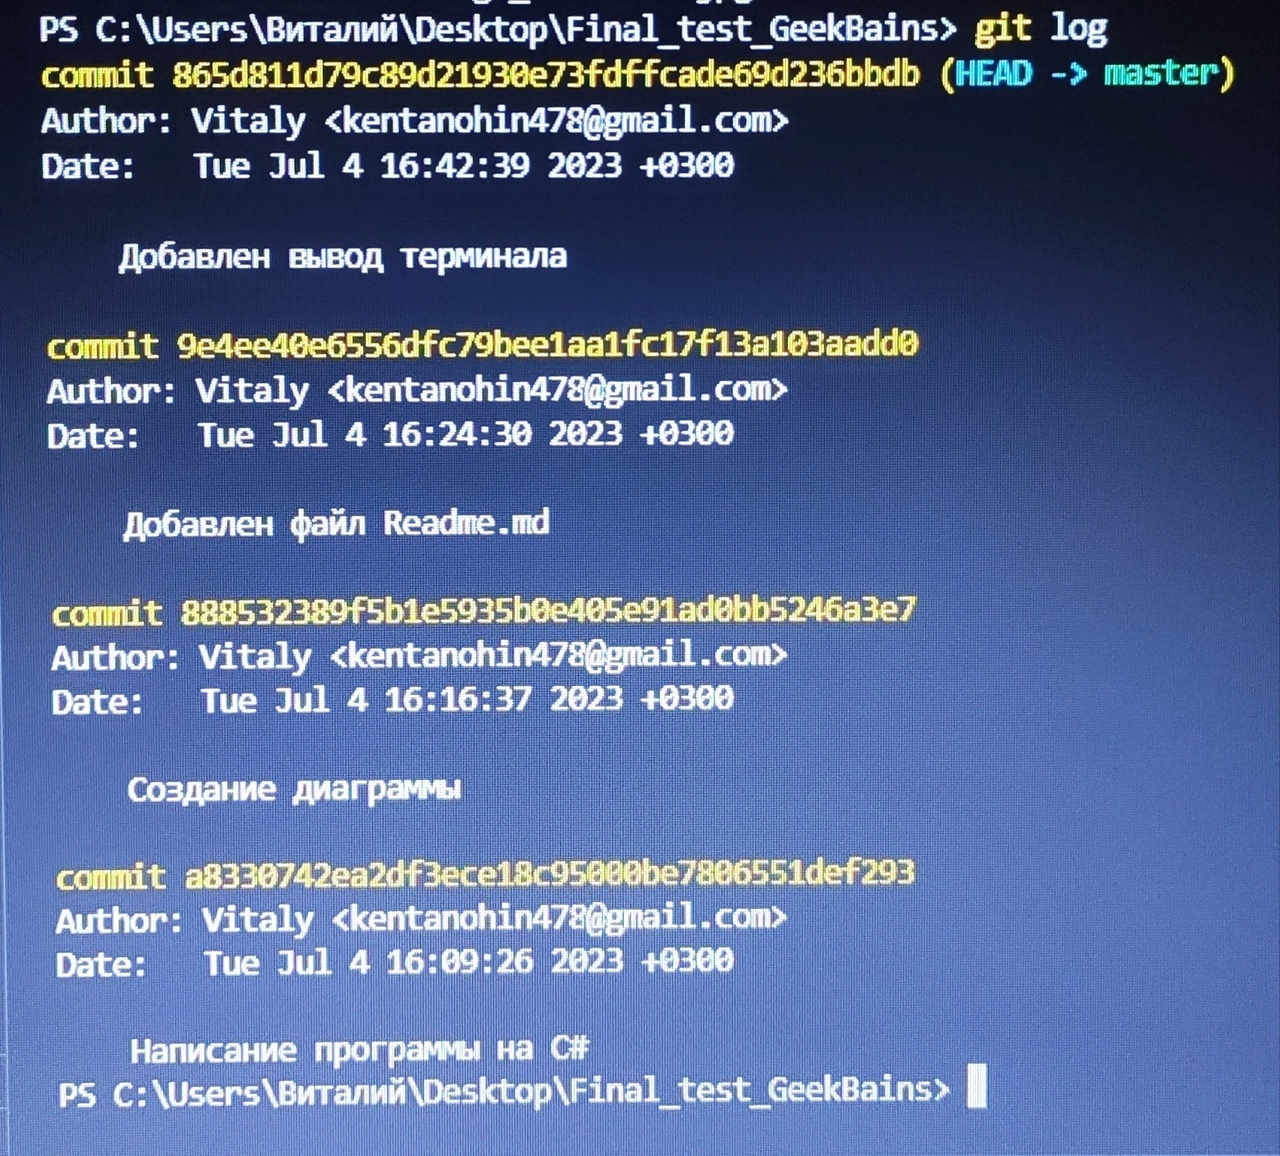 PS C:\Users\Виталий\Desktop\Final_test_GeekBains> git log
commit 865d811d79c89d21930e73fdffcade69d236bbdb (HEAD -> master)
Author: Vitaly <kentanohin478@gmail.com>
Date:   Tue Jul 4 16:42:39 2023 +0300
Добавлен вывод терминала
commit 9e4ee40e6556dfc79bee1aa1fc17f13a103aadd0
Author: Vitaly <kentanohin478@gmail.com>
Date:   Tue Jul 4 16:24:30 2023 +0300
Добавлен файл Readme.md
commit 888532389f5b1e5935b0e405e91ad0bb5246a3e7
Author: Vitaly <kentanohin478@gmail.com>
Date:   Tue Jul 4 16:16:37 2023 +0300
Создание диаграммы
commit a8330742ea2df3ece18c95000be7806551def293
Author: Vitaly <kentanohin478@gmail.com>
Date:   Tue Jul 4 16:09:26 2023 +0300
Написание программы на C#
PS C:\Users\Виталий\Desktop\Final_test_GeekBains>